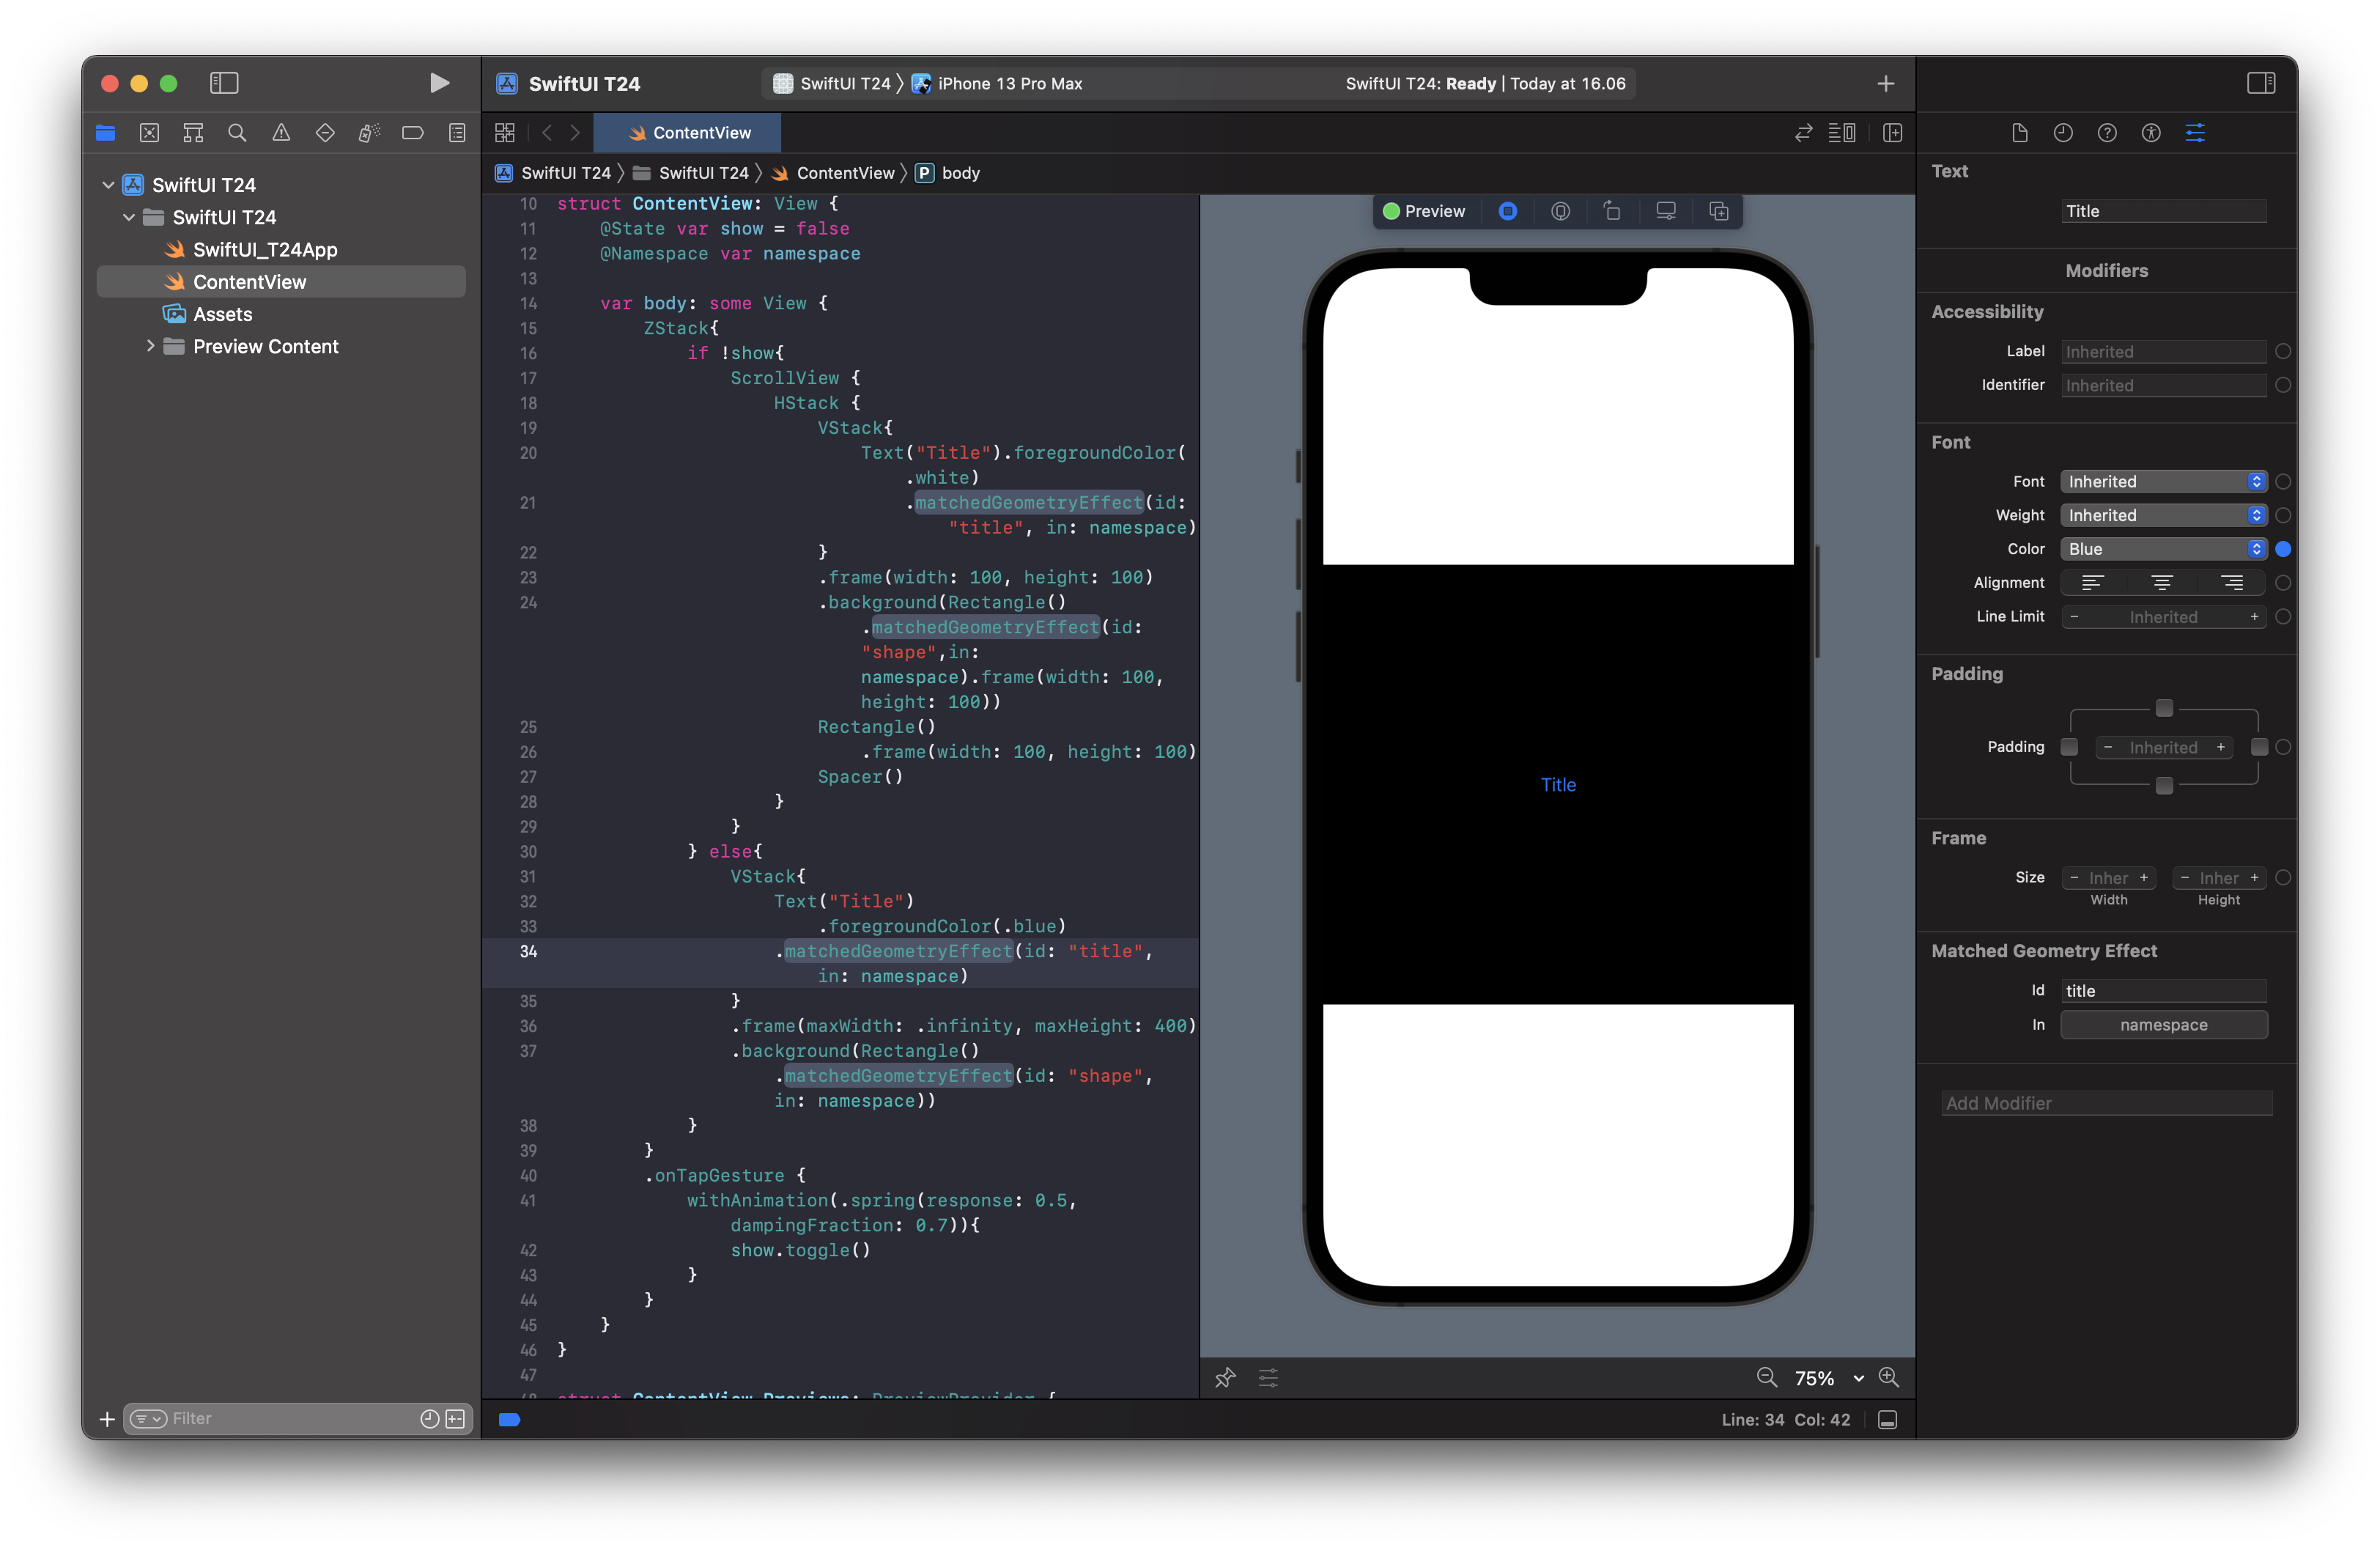 SwiftUI T24
SwiftUI T24 〉 iPhone 13 Pro Max
SwiftUI T24: Ready | Today at 16.06
ContentView
SwiftUI T24 〉 SwiftUI T24 〉 ContentView 〉 P body
SwiftUI T24
SwiftUI T24
SwiftUI_T24App
ContentView
Assets
Preview Content
Filter
10 struct ContentView: View {
11 @State var show = false
12 @Namespace var namespace
13
14 var body: some View {
15 ZStack{
16 if !show{
17 ScrollView {
18 HStack {
19 VStack{
20 Text("Title").foregroundColor(
.white)
21 .matchedGeometryEffect(id:
"title", in: namespace)
22 }
23 .frame(width: 100, height: 100)
24 .background(Rectangle()
.matchedGeometryEffect(id:
"shape",in:
namespace).frame(width: 100,
height: 100))
25 Rectangle()
26 .frame(width: 100, height: 100)
27 Spacer()
28 }
29 }
30 } else{
31 VStack{
32 Text("Title")
33 .foregroundColor(.blue)
34 .matchedGeometryEffect(id: "title",
in: namespace)
35 }
36 .frame(maxWidth: .infinity, maxHeight: 400)
37 .background(Rectangle()
.matchedGeometryEffect(id: "shape",
in: namespace))
38 }
39 }
40 .onTapGesture {
41 withAnimation(.spring(response: 0.5,
dampingFraction: 0.7)){
42 show.toggle()
43 }
44 }
45 }
46 }
47
48 struct ContentView_Previews: PreviewProvider {
Preview
Title
75%
Line: 34 Col: 42
Text
Title
Modifiers
Accessibility
Label Inherited
Identifier Inherited
Font
Font Inherited
Weight Inherited
Color Blue
Alignment
Line Limit − Inherited +
Padding
Padding − Inherited +
Frame
Size − Inher + − Inher +
Width Height
Matched Geometry Effect
Id title
In namespace
Add Modifier